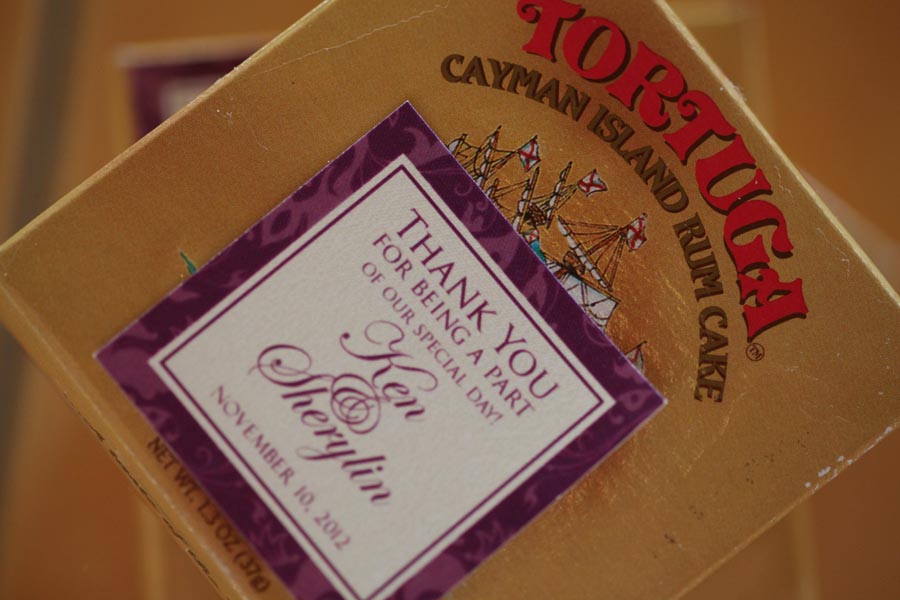 TORTUGA™
CAYMAN ISLAND RUM CAKE
THANK YOU
FOR BEING A PART
OF OUR SPECIAL DAY!
Ken
&
Sherylin
NOVEMBER 10, 2012
NET WT. 1.3 OZ (37g)